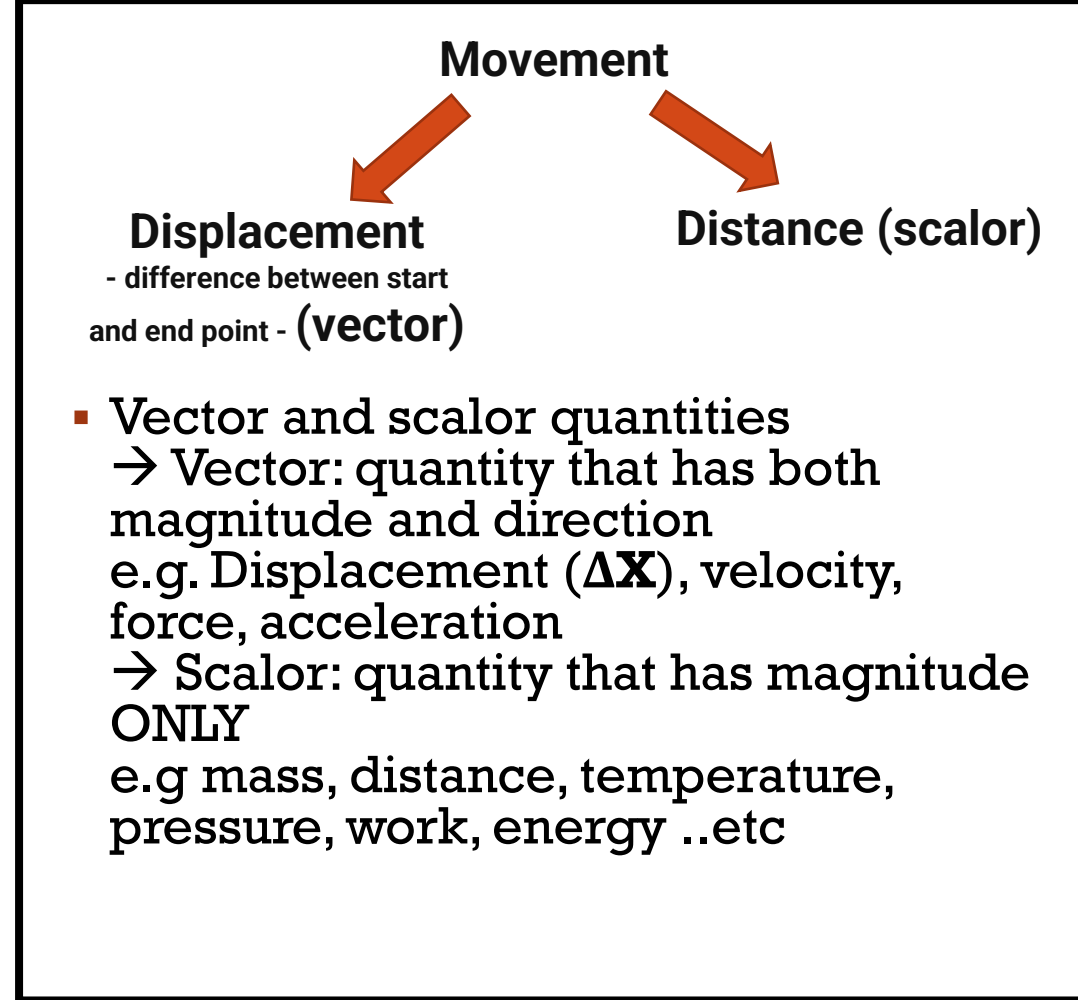 Movement
Displacement
- difference between start
and end point - (vector)
Distance (scalor)
▪ Vector and scalor quantities
→ Vector: quantity that has both
magnitude and direction
e.g. Displacement (ΔX), velocity,
force, acceleration
→ Scalor: quantity that has magnitude
ONLY
e.g mass, distance, temperature,
pressure, work, energy ..etc